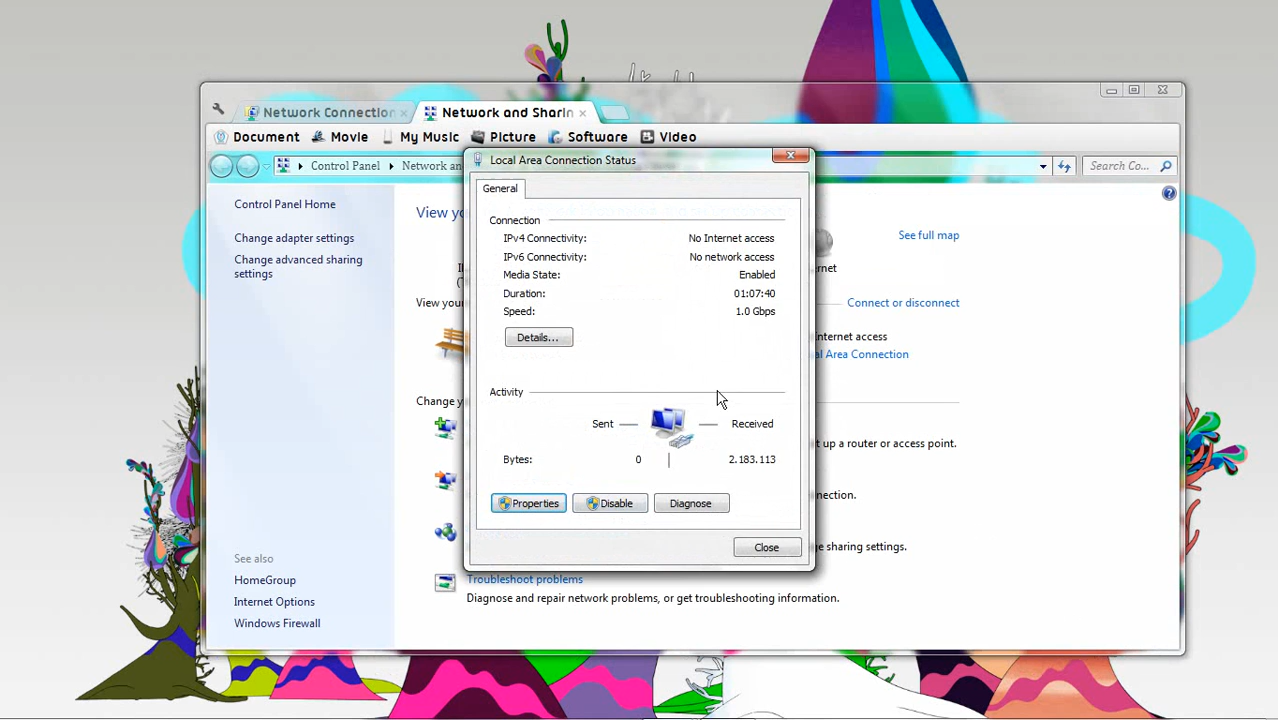 Network Connection
Network and Sharin
Document Movie My Music Picture Software Video
Control Panel Network an
Search Co...
Local Area Connection Status
General
Control Panel Home
Change adapter settings
Change advanced sharing
settings
See also
HomeGroup
Internet Options
Windows Firewall
View yo
View your
Change y
Connection
IPv4 Connectivity: No Internet access
IPv6 Connectivity: No network access
Media State: Enabled
Duration: 01:07:40
Speed: 1.0 Gbps
Details...
Activity
Sent Received
Bytes: 0 2.183.113
Properties Disable Diagnose
Close
See full map
rnet
Connect or disconnect
nternet access
al Area Connection
t up a router or access point.
nection.
ge sharing settings.
Troubleshoot problems
Diagnose and repair network problems, or get troubleshooting information.